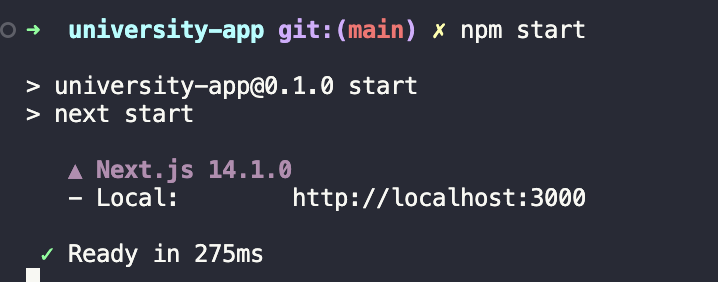 ➜ university-app git:(main) ✗ npm start
> university-app@0.1.0 start
> next start
▲ Next.js 14.1.0
- Local: http://localhost:3000
✓ Ready in 275ms